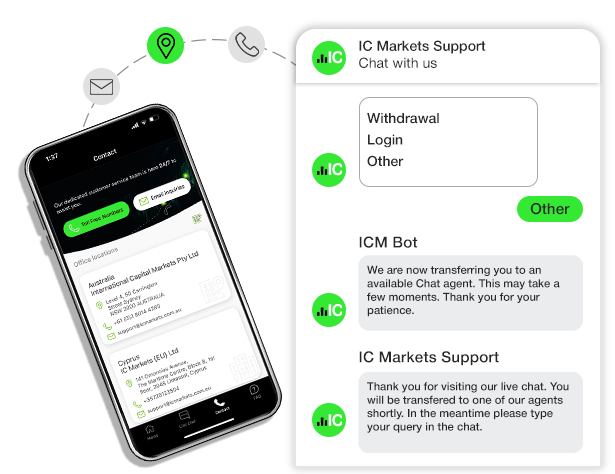 1:37
Contact
Our dedicated customer service team is here 24/7 to
assist you.
Toll Free Numbers
Email Inquiries
Office locations
Australia
International Capital Markets Pty Ltd
Level 4, 50 Carrington
Street Sydney
NSW 2000 AUSTRALIA
+61 (0)2 8014 4280
support@icmarkets.com.au
Cyprus
IC Markets (EU) Ltd
141 Omonoias Avenue,
The Maritime Centre, Block B, 1st
floor, 3045 Limassol, Cyprus
support@icmarkets.com.au
Home
Live Chat
Contact
FAQ
IC
IC Markets Support
Chat with us
Withdrawal
Login
Other
IC
Other
ICM Bot
We are now transferring you to an
available Chat agent. This may take a
few moments. Thank you for your
patience.
IC
IC Markets Support
Thank you for visiting our live chat. You
will be transfered to one of our agents
shortly. In the meantime please type
your query in the chat.
IC